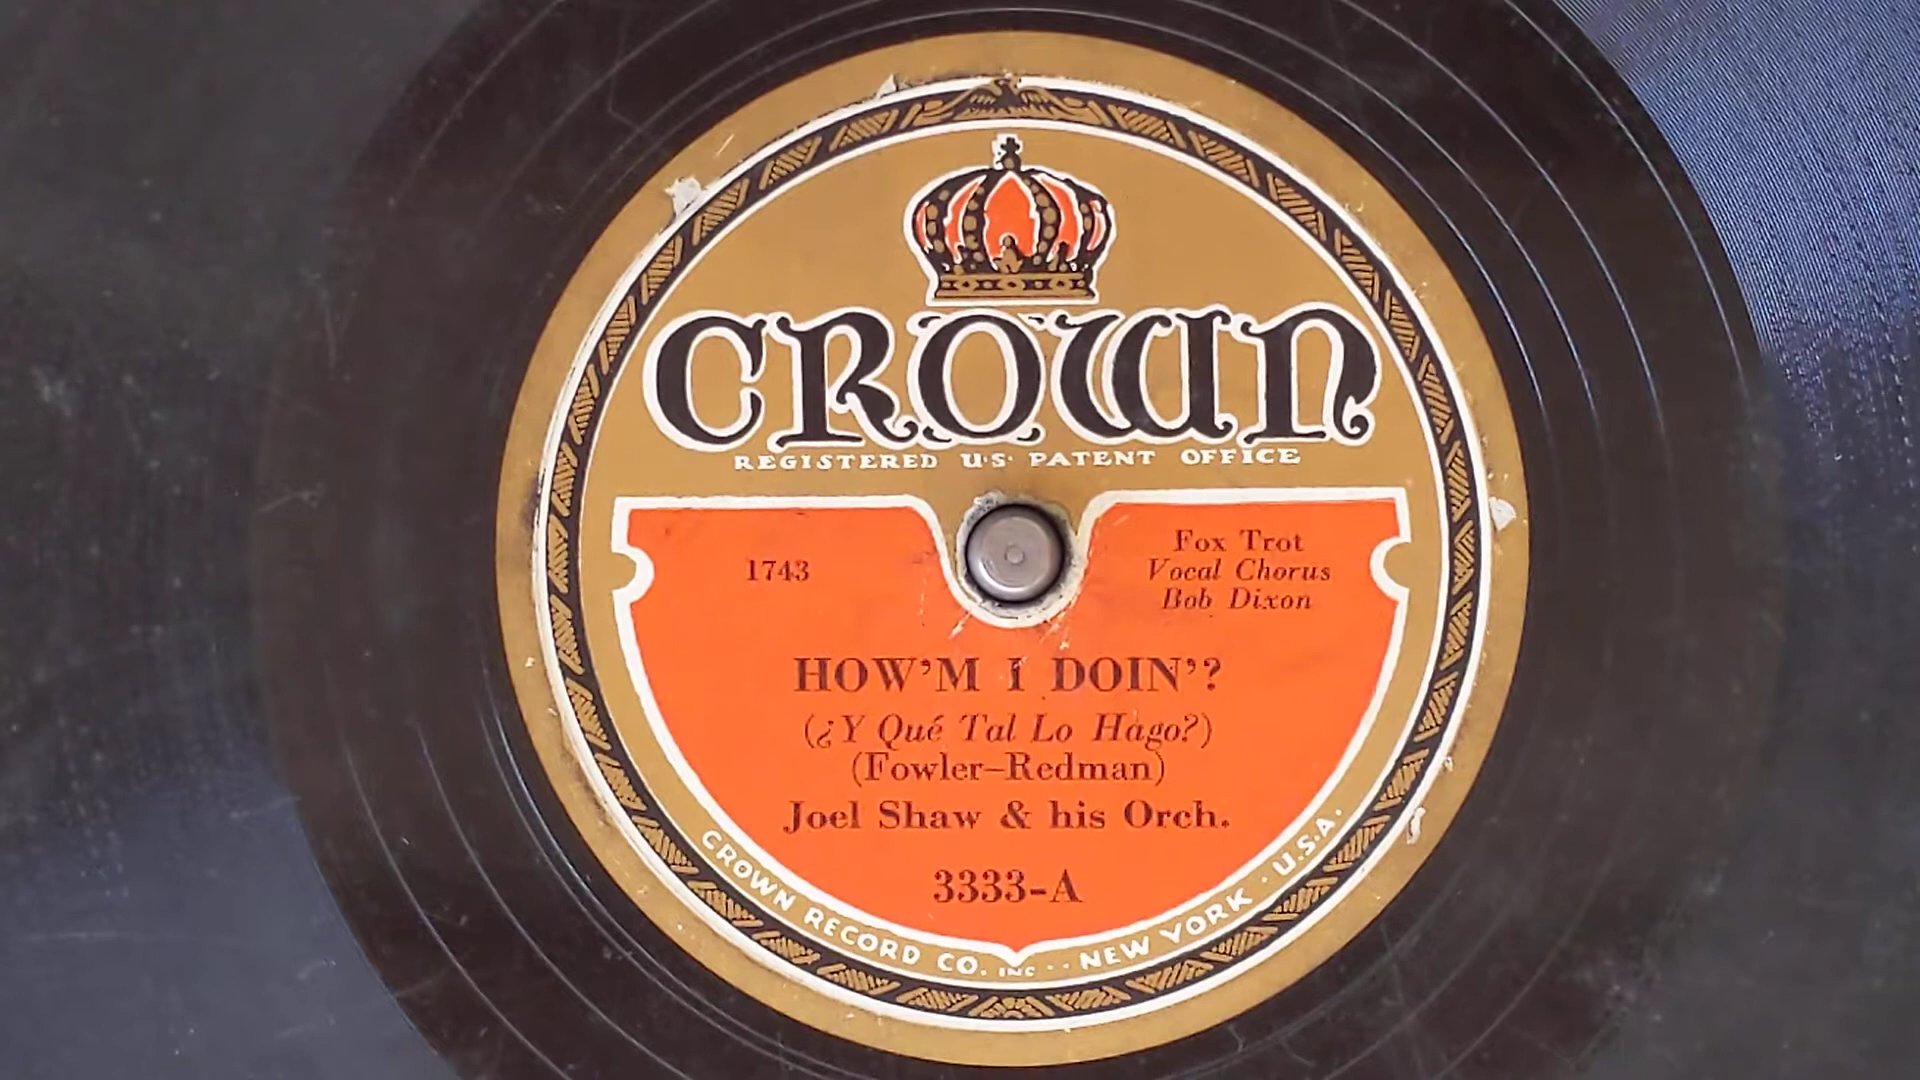 CROWN
REGISTERED U·S· PATENT OFFICE
1743
Fox Trot
Vocal Chorus
Bob Dixon
HOW'M I DOIN'?
(¿Y Qué Tal Lo Hago?)
(Fowler–Redman)
Joel Shaw & his Orch.
3333-A
CROWN RECORD CO. INC · · NEW YORK · U.S.A.